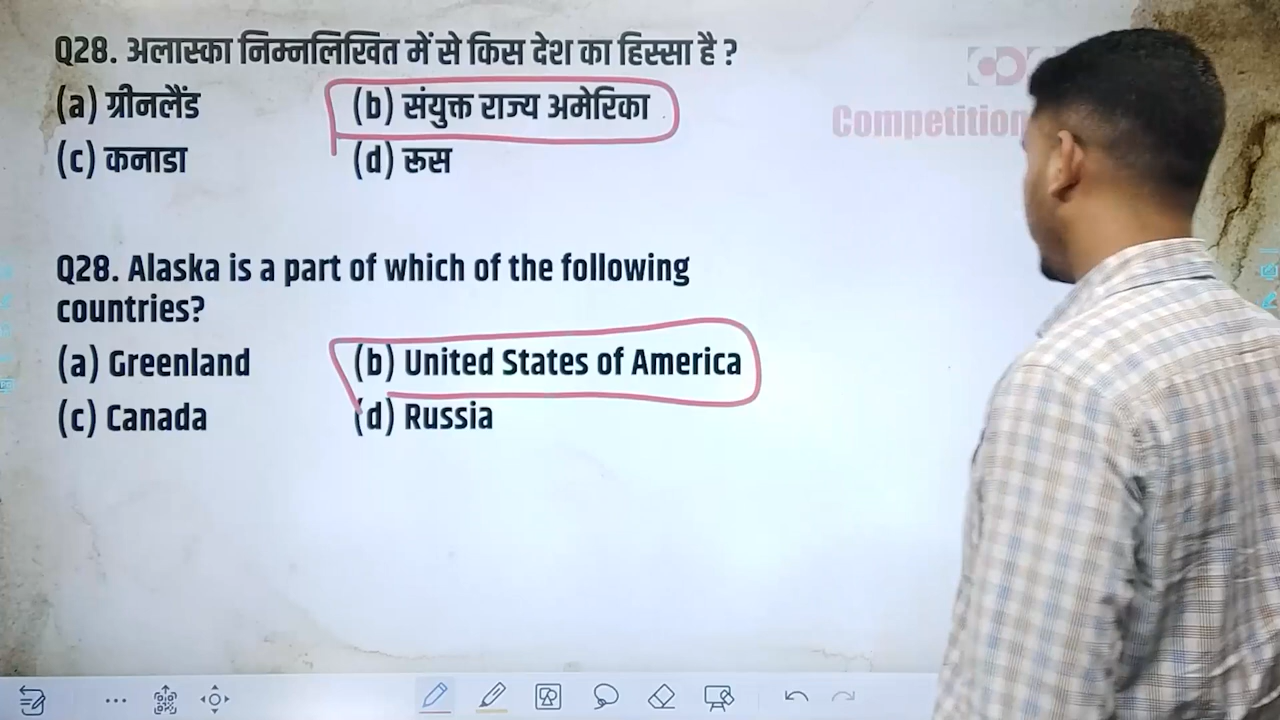 Q28. अलास्का निम्नलिखित में से किस देश का हिस्सा है ?
(a) ग्रीनलैंड (b) संयुक्त राज्य अमेरिका
(c) कनाडा (d) रूस
Competition
Q28. Alaska is a part of which of the following
countries?
(a) Greenland (b) United States of America
(c) Canada (d) Russia